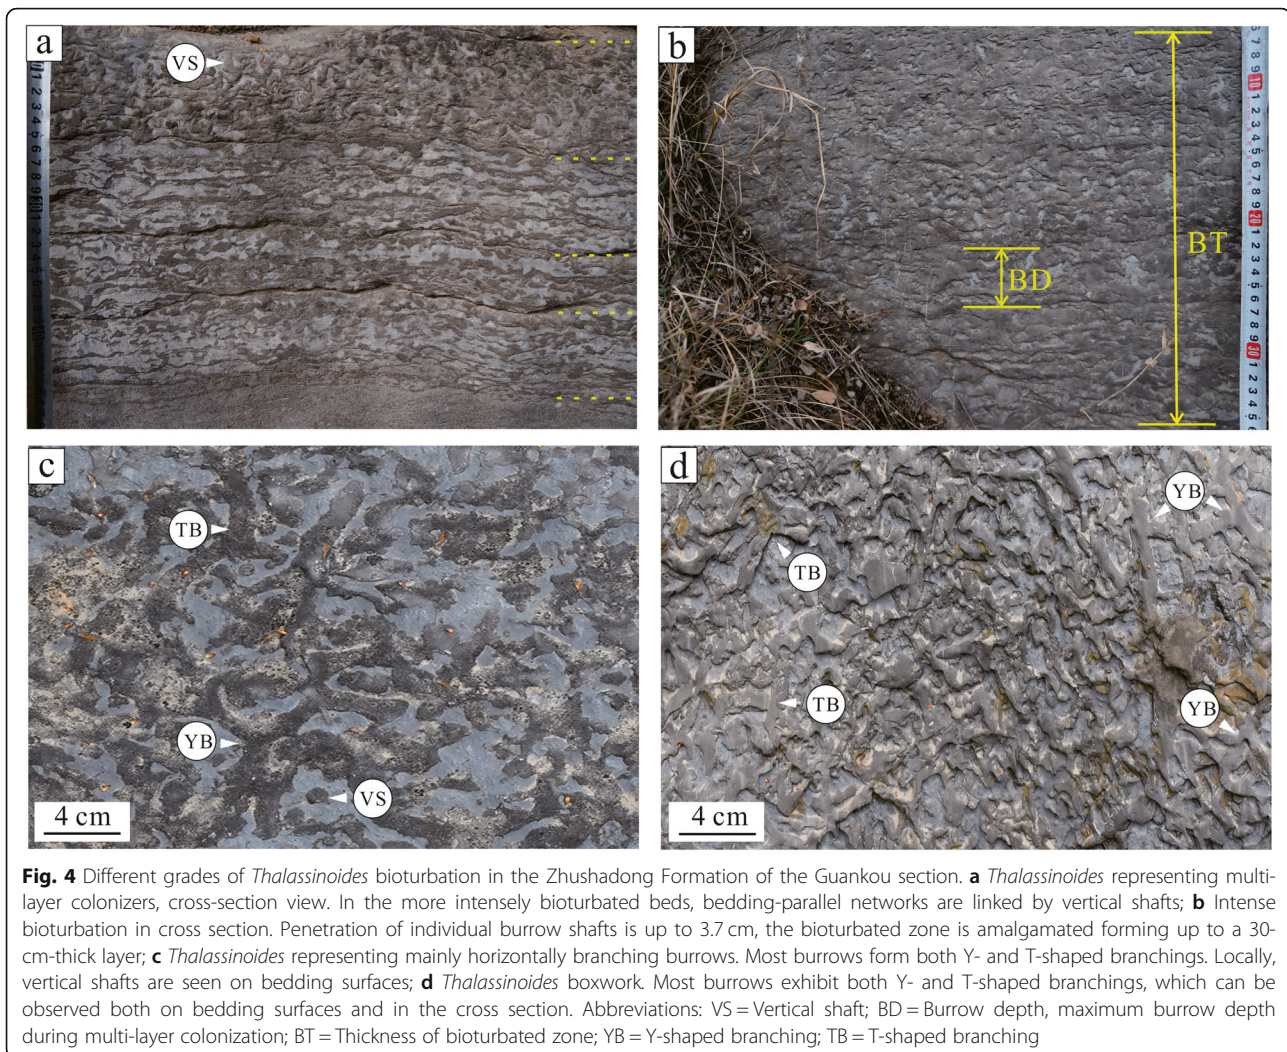 a
VS
b
BD
BT
c
TB
YB
VS
4 cm
d
YB
TB
TB
YB
4 cm
Fig. 4 Different grades of Thalassinoides bioturbation in the Zhushadong Formation of the Guankou section. a Thalassinoides representing multi-
layer colonizers, cross-section view. In the more intensely bioturbated beds, bedding-parallel networks are linked by vertical shafts; b Intense
bioturbation in cross section. Penetration of individual burrow shafts is up to 3.7 cm, the bioturbated zone is amalgamated forming up to a 30-
cm-thick layer; c Thalassinoides representing mainly horizontally branching burrows. Most burrows form both Y- and T-shaped branchings. Locally,
vertical shafts are seen on bedding surfaces; d Thalassinoides boxwork. Most burrows exhibit both Y- and T-shaped branchings, which can be
observed both on bedding surfaces and in the cross section. Abbreviations: VS = Vertical shaft; BD = Burrow depth, maximum burrow depth
during multi-layer colonization; BT = Thickness of bioturbated zone; YB = Y-shaped branching; TB = T-shaped branching